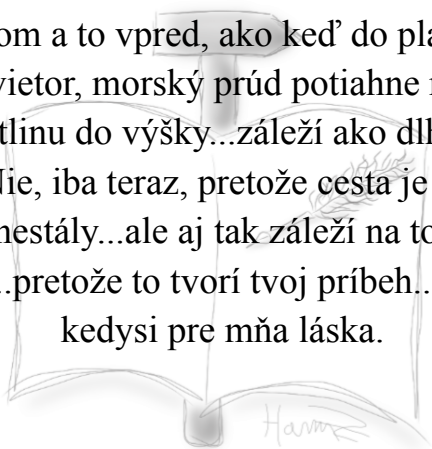 om a to vpred, ako keď do pla
vietor, morský prúd potiahne
tlinu do výšky...záleží ako dl
Nie, iba teraz, pretože cesta je
nestály...ale aj tak záleží na to
..pretože to tvorí tvoj príbeh...
kedysi pre mňa láska.